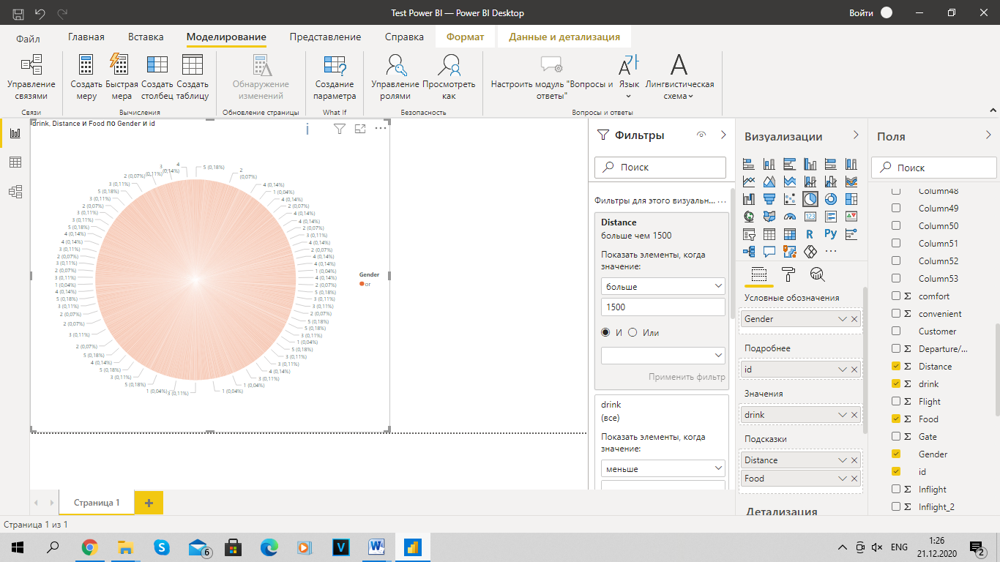 Test Power BI — Power BI Desktop
Войти
Файл
Главная
Вставка
Моделирование
Представление
Справка
Формат
Данные и детализация
Управление
связями
Создать
меру
Быстрая
мера
Создать
столбец
Создать
таблицу
Обнаружение
изменений
Создание
параметра
Управление
ролями
Просмотреть
как
Настроить модуль "Вопросы и
ответы"
Язык
Лингвистическая
схема
Связи
Вычисления
Обновление страницы
What If
Безопасность
Вопросы и ответы
drink, Distance и Food по Gender и id
4
(0,14%)
3
(0,11%)
2 (0,07%)
3 (0,11%)
5 (0,18%)
3 (0,11%)
2 (0,07%)
3 (0,11%)
3 (0,11%)
5 (0,18%)
4 (0,14%)
4 (0,14%)
3 (0,11%)
2 (0,07%)
3 (0,11%)
2 (0,07%)
3 (0,11%)
1 (0,04%)
4 (0,14%)
5 (0,18%)
3 (0,11%)
2 (0,07%)
2 (0,07%)
3 (0,11%)
2 (0,07%)
5 (0,18%)
4 (0,14%)
5 (0,18%)
3 (0,11%)
5 (0,18%)
1 (0,04%)
3 (0,11%)
5 (0,18%)
2
(0,07%)
4 (0,14%)
1 (0,04%)
4 (0,14%)
2 (0,07%)
4 (0,14%)
4 (0,14%)
2 (0,07%)
3 (0,11%)
4 (0,14%)
2 (0,07%)
4 (0,14%)
4 (0,14%)
1 (0,04%)
4 (0,14%)
2 (0,07%)
5 (0,18%)
3 (0,11%)
3 (0,11%)
2 (0,07%)
5 (0,18%)
5 (0,18%)
3 (0,11%)
1 (0,04%)
5 (0,18%)
3 (0,11%)
3 (0,11%)
4 (0,14%)
3 (0,11%)
1 (0,04%)
Gender
or
Фильтры
Поиск
Фильтры для этого визуальн...
Distance
больше чем 1500
Показать элементы, когда
значение:
больше
1500
И
Или
Применить фильтр
drink
(все)
Показать элементы, когда
значение:
меньше
Визуализации
123
R
Py
Условные обозначения
Gender
Подробнее
id
Значения
drink
Подсказки
Distance
Food
Детализация
Поля
Поиск
Column48
Column49
Column50
Column51
Column52
Column53
Σ comfort
Σ convenient
Customer
Σ Departure/...
Σ Distance
Σ drink
Flight
Σ Food
Σ Gate
Gender
id
Σ Inflight
Σ Inflight_2
Страница 1
Страница 1 из 1
6
ENG
1:26
21.12.2020
2